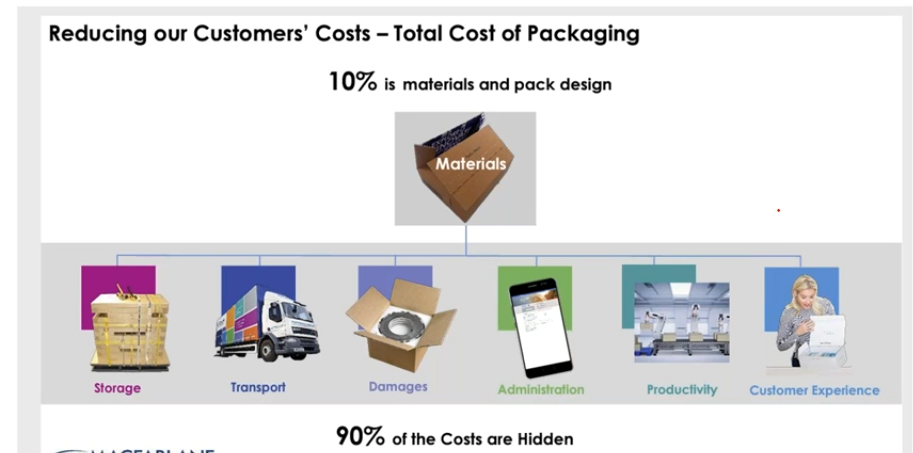 Reducing our Customers' Costs – Total Cost of Packaging
10% is materials and pack design
Materials
Storage
Transport
Damages
Administration
Productivity
Customer Experience
90% of the Costs are Hidden
MACFARLANE